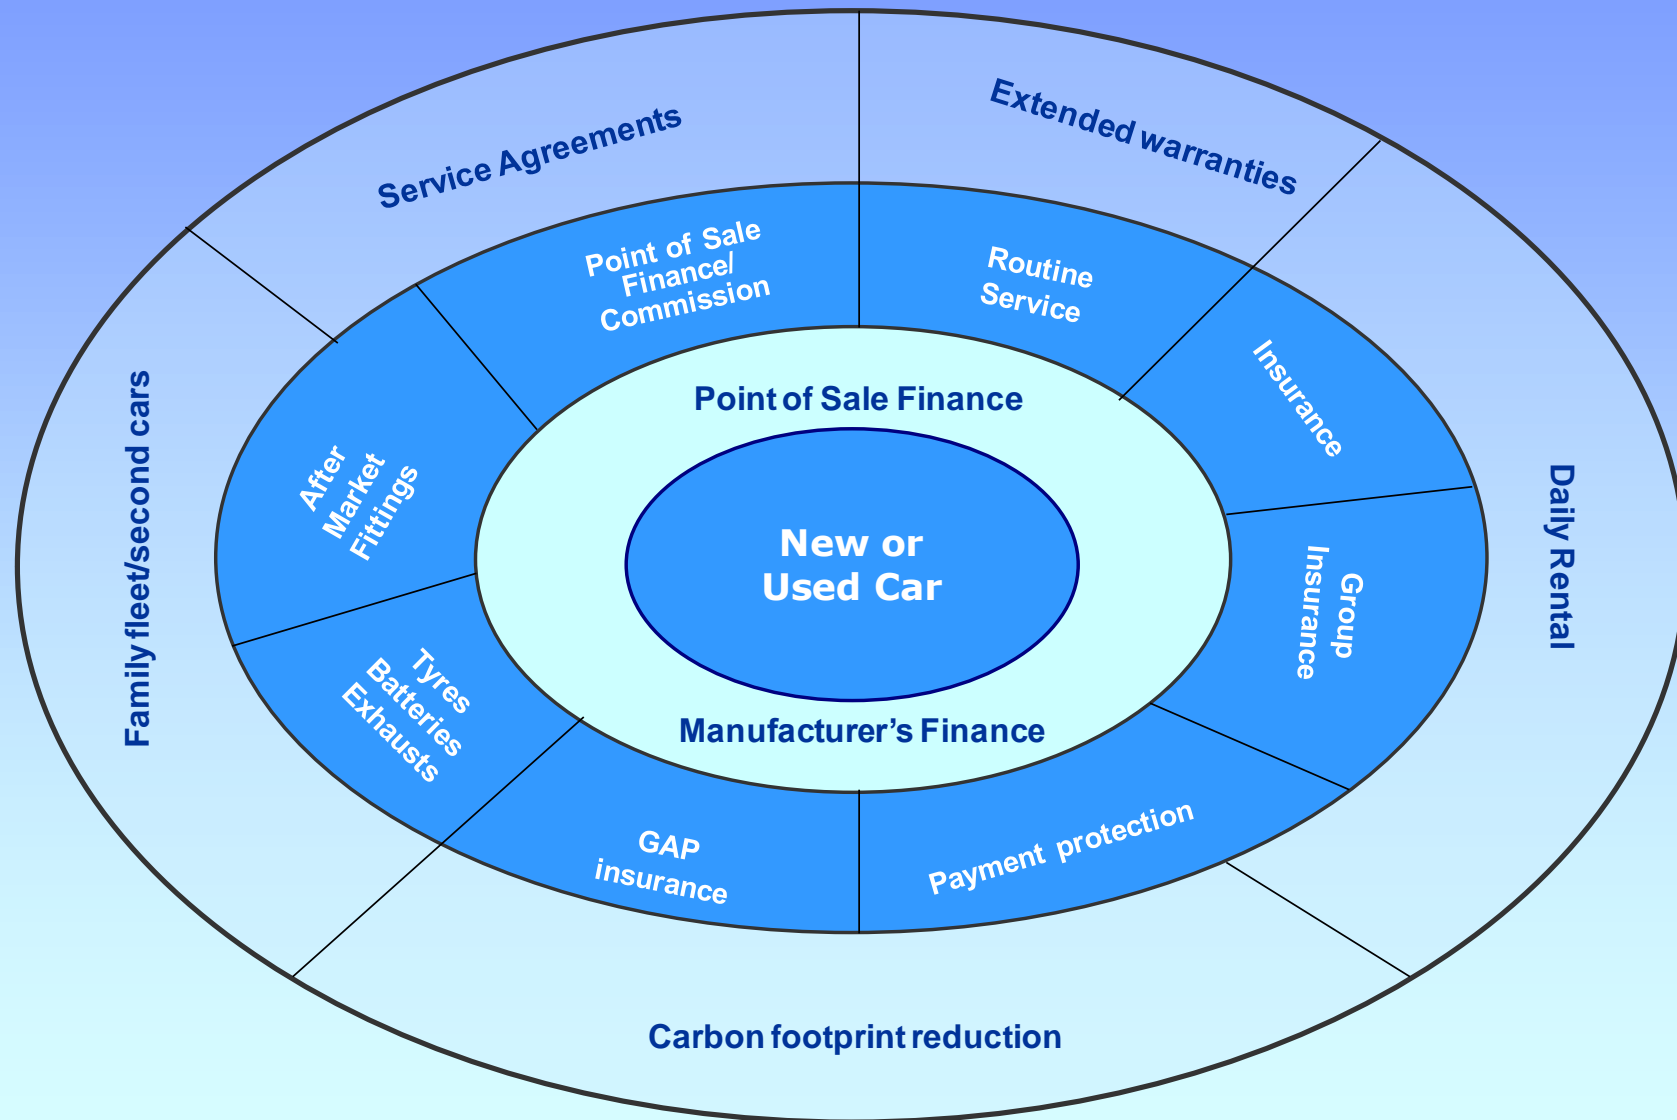 Service Agreements
Extended warranties
Point of Sale
Finance/
Commission
Routine
Service
Insurance
Point of Sale Finance
After
Market
Fittings
Family fleet/second cars
New or
Used Car
Daily Rental
Group
Insurance
Tyres
Batteries
Exhausts
Manufacturer’s Finance
GAP
insurance
Payment protection
Carbon footprint reduction